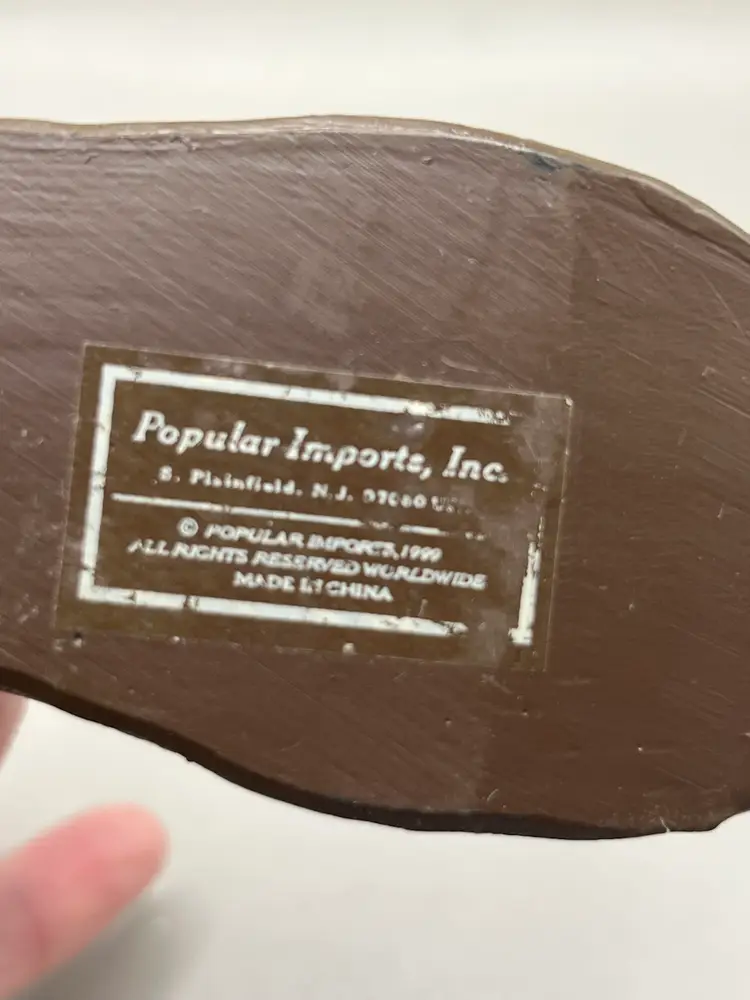 Popular Imports, Inc.
S. Plainfield, N.J. 07080
© POPULAR IMPORTS, 1999
ALL RIGHTS RESERVED WORLDWIDE
MADE IN CHINA